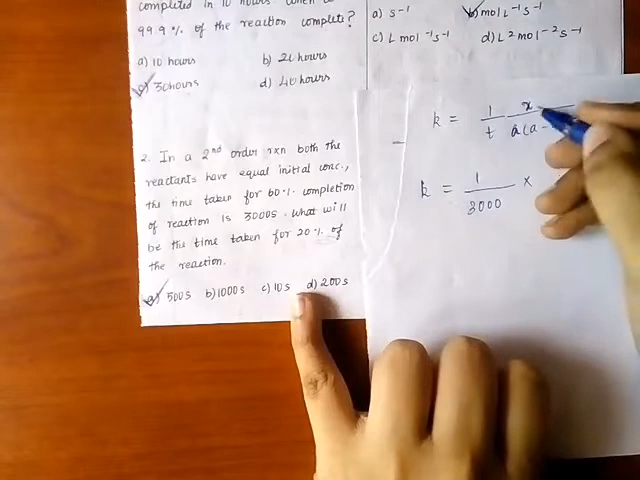 completed in 10 hours. When
99.9% of the reaction complete?
a) 10 hours b) 20 hours
c) 30hours d) 40 hours
a) s⁻¹ b) mol L⁻¹ s⁻¹
c) L mol⁻¹ s⁻¹ d) L² mol⁻² s⁻¹
2. In a 2nd order rxn both the
reactants have equal initial conc.,
the time taken for 60% completion
of reaction is 3000s. What will
be the time taken for 20% of
the reaction.
a) 500s b) 1000s c) 10s d) 200s
k = 1/t x/a(a-
k = 1/3000 ×